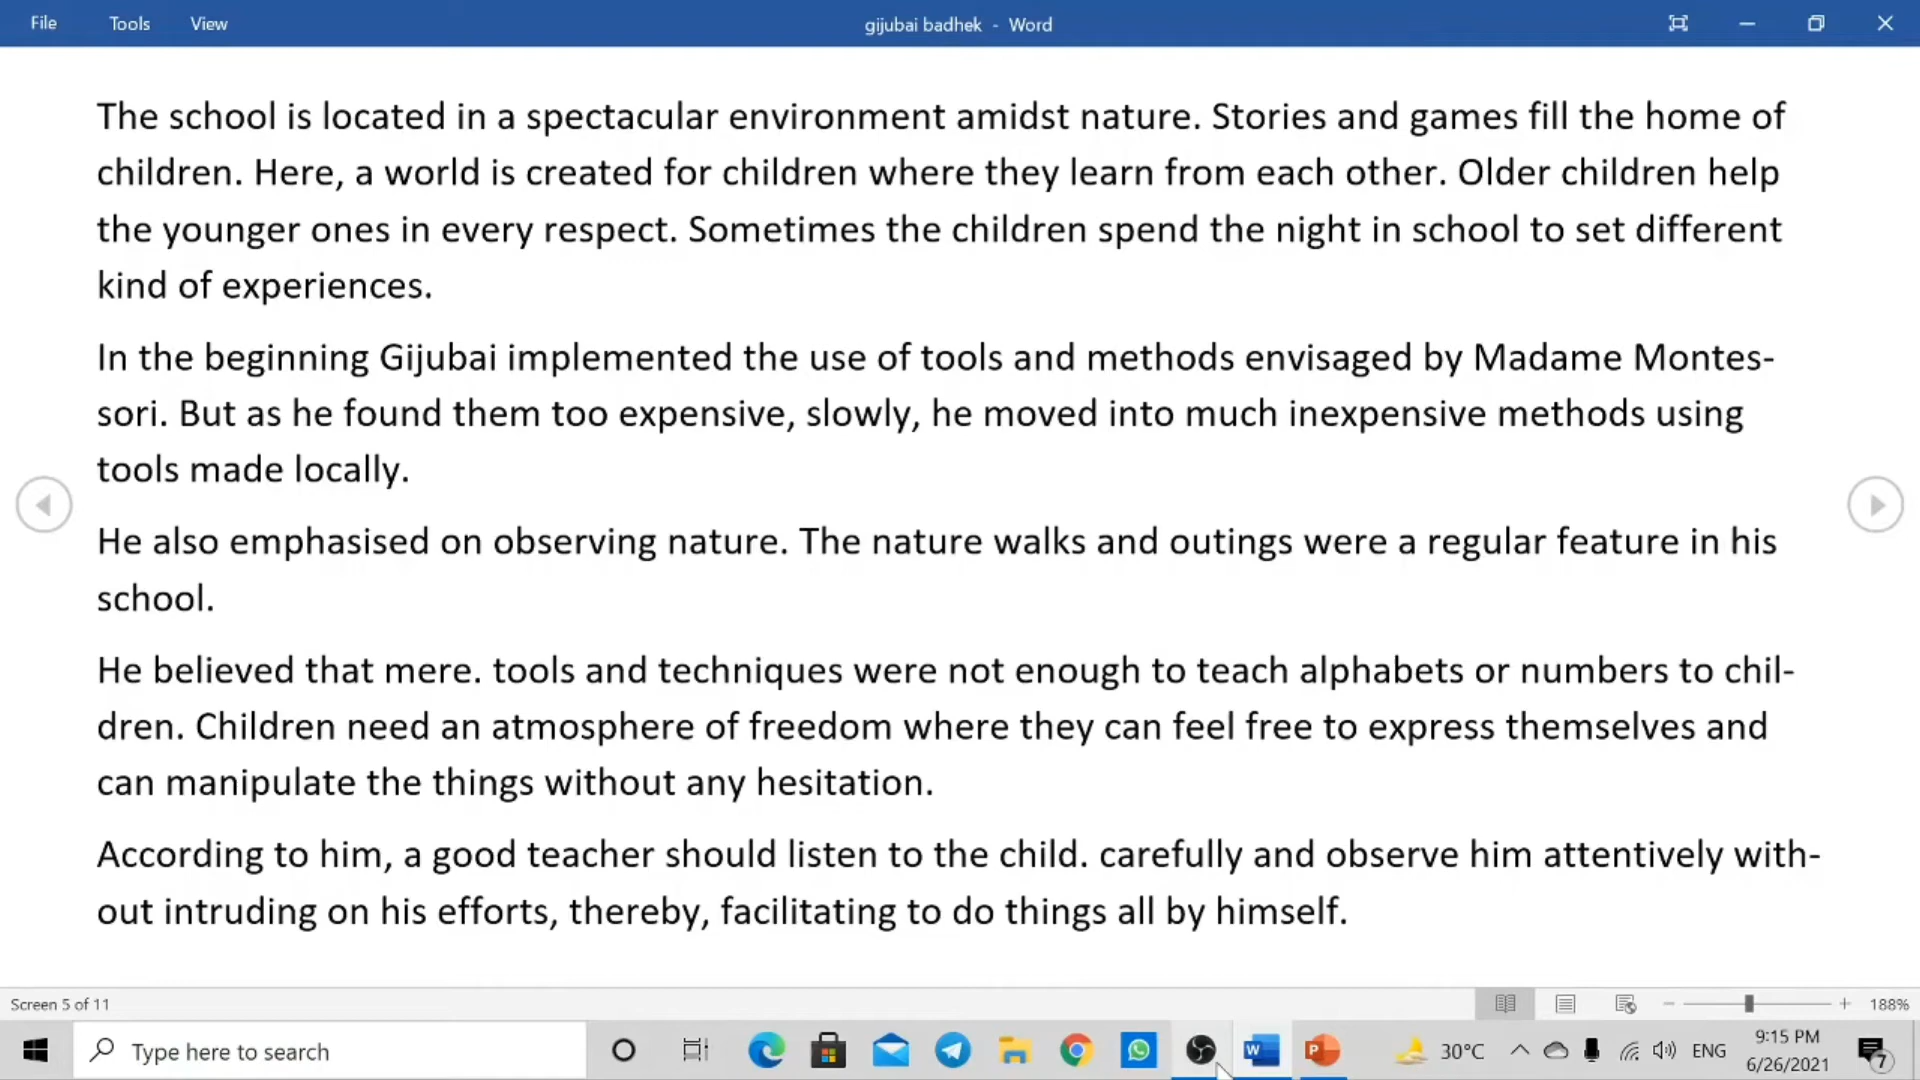 File Tools View gijubai badhek - Word
The school is located in a spectacular environment amidst nature. Stories and games fill the home of
children. Here, a world is created for children where they learn from each other. Older children help
the younger ones in every respect. Sometimes the children spend the night in school to set different
kind of experiences.
In the beginning Gijubai implemented the use of tools and methods envisaged by Madame Montes-
sori. But as he found them too expensive, slowly, he moved into much inexpensive methods using
tools made locally.
He also emphasised on observing nature. The nature walks and outings were a regular feature in his
school.
He believed that mere. tools and techniques were not enough to teach alphabets or numbers to chil-
dren. Children need an atmosphere of freedom where they can feel free to express themselves and
can manipulate the things without any hesitation.
According to him, a good teacher should listen to the child. carefully and observe him attentively with-
out intruding on his efforts, thereby, facilitating to do things all by himself.
Screen 5 of 11 188%
Type here to search 30°C ENG 9:15 PM
6/26/2021 7